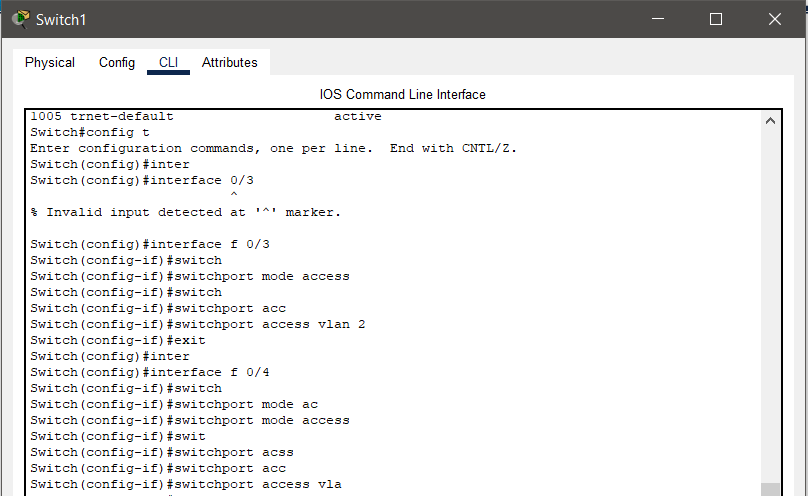 Switch1
Physical Config CLI Attributes
IOS Command Line Interface
1005 trnet-default active
Switch#config t
Enter configuration commands, one per line. End with CNTL/Z.
Switch(config)#inter
Switch(config)#interface 0/3
^
% Invalid input detected at '^' marker.
Switch(config)#interface f 0/3
Switch(config-if)#switch
Switch(config-if)#switchport mode access
Switch(config-if)#switch
Switch(config-if)#switchport acc
Switch(config-if)#switchport access vlan 2
Switch(config-if)#exit
Switch(config)#inter
Switch(config)#interface f 0/4
Switch(config-if)#switch
Switch(config-if)#switchport mode ac
Switch(config-if)#switchport mode access
Switch(config-if)#swit
Switch(config-if)#switchport acss
Switch(config-if)#switchport acc
Switch(config-if)#switchport access vla